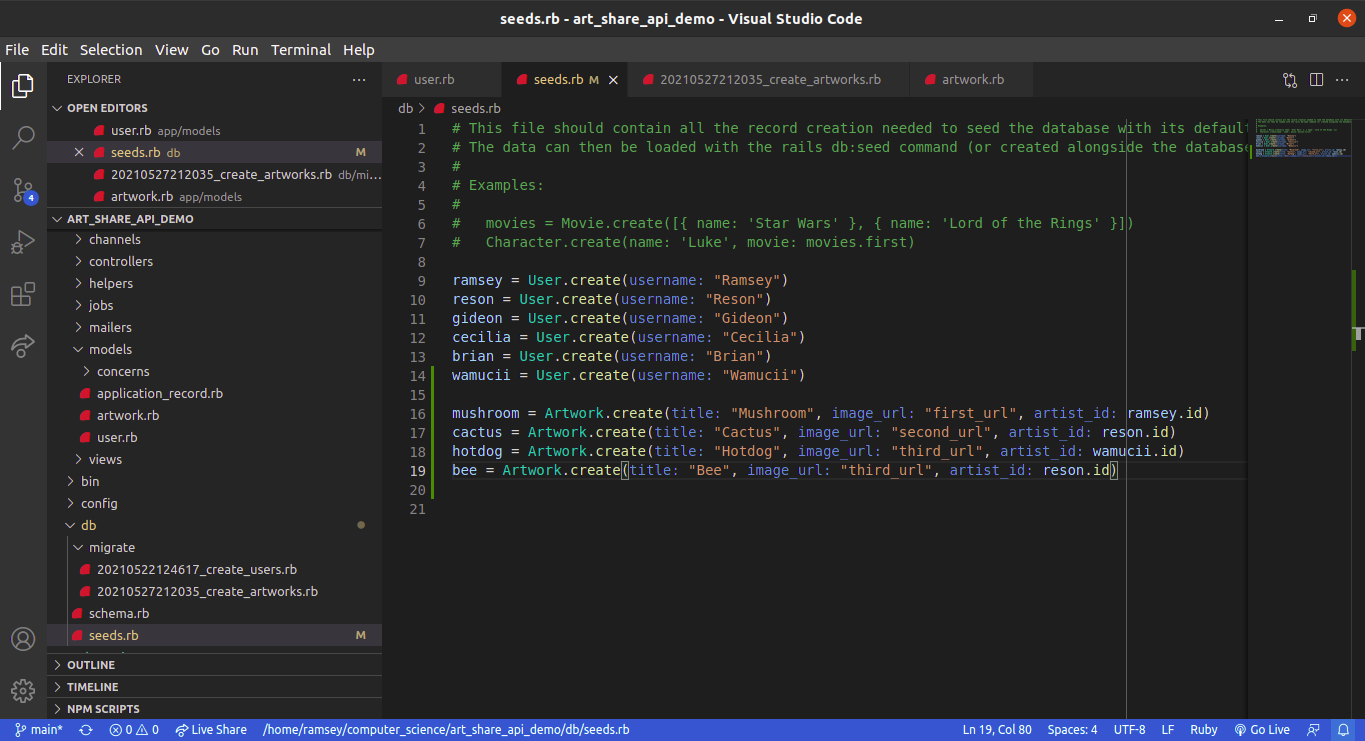 seeds.rb - art_share_api_demo - Visual Studio Code
File Edit Selection View Go Run Terminal Help
EXPLORER
OPEN EDITORS
user.rb app/models
seeds.rb db M
20210527212035_create_artworks.rb db/mi...
artwork.rb app/models
4
ART_SHARE_API_DEMO
channels
controllers
helpers
jobs
mailers
models
concerns
application_record.rb
artwork.rb
user.rb
views
bin
config
db
migrate
20210522124617_create_users.rb
20210527212035_create_artworks.rb
schema.rb
seeds.rb M
OUTLINE
TIMELINE
NPM SCRIPTS
user.rb seeds.rb M 20210527212035_create_artworks.rb artwork.rb
db > seeds.rb
1 # This file should contain all the record creation needed to seed the database with its default
2 # The data can then be loaded with the rails db:seed command (or created alongside the database
3 #
4 # Examples:
5 #
6 #   movies = Movie.create([{ name: 'Star Wars' }, { name: 'Lord of the Rings' }])
7 #   Character.create(name: 'Luke', movie: movies.first)
8
9 ramsey = User.create(username: "Ramsey")
10 reson = User.create(username: "Reson")
11 gideon = User.create(username: "Gideon")
12 cecilia = User.create(username: "Cecilia")
13 brian = User.create(username: "Brian")
14 wamucii = User.create(username: "Wamucii")
15
16 mushroom = Artwork.create(title: "Mushroom", image_url: "first_url", artist_id: ramsey.id)
17 cactus = Artwork.create(title: "Cactus", image_url: "second_url", artist_id: reson.id)
18 hotdog = Artwork.create(title: "Hotdog", image_url: "third_url", artist_id: wamucii.id)
19 bee = Artwork.create(title: "Bee", image_url: "third_url", artist_id: reson.id)
20
21
main* 0 0 Live Share /home/ramsey/computer_science/art_share_api_demo/db/seeds.rb Ln 19, Col 80 Spaces: 4 UTF-8 LF Ruby Go Live